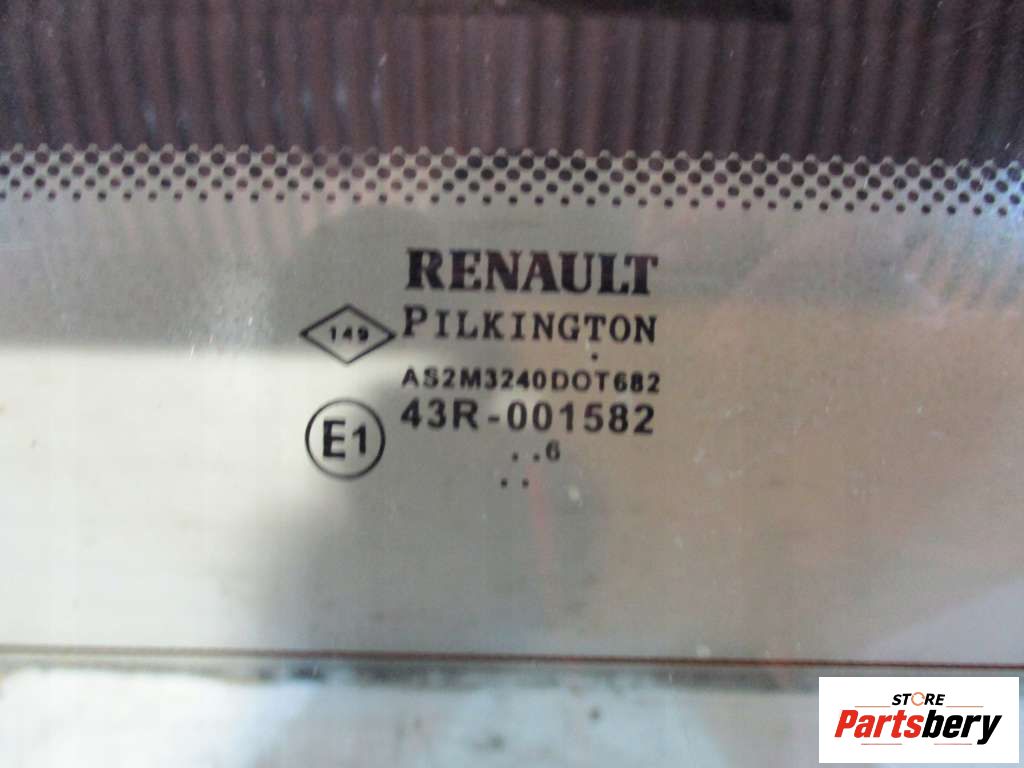 RENAULT
149 PILKINGTON
AS2M3240DOT682
E1 43R-001582
. . 6
. .
STORE
Partsbery